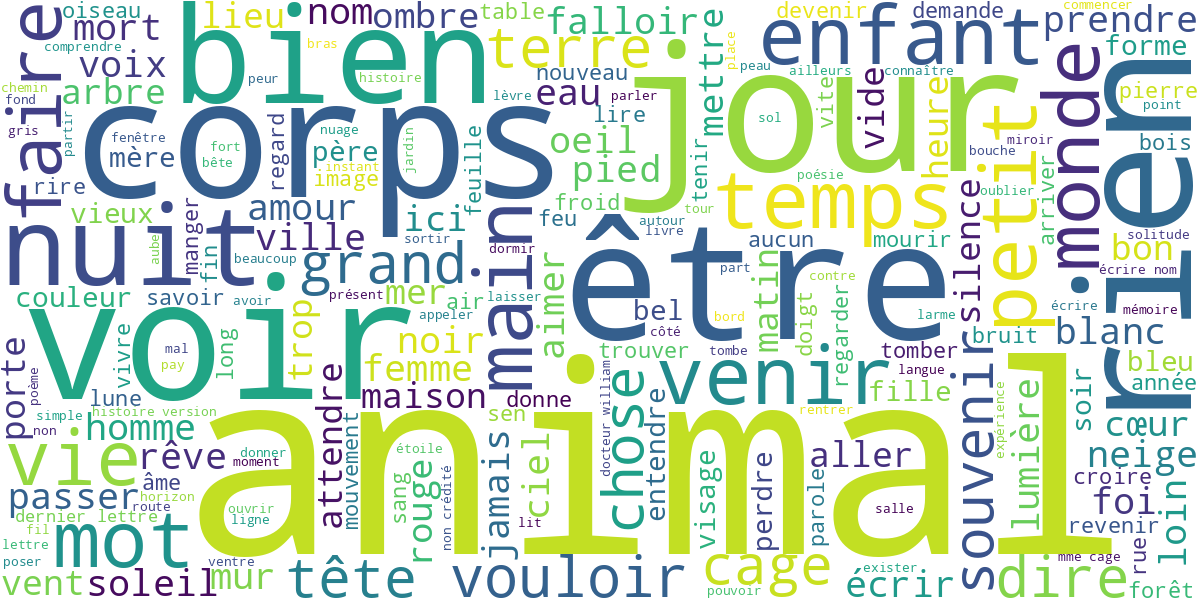 animal
être
jour
voir
corps
bien
nuit
rien
enfant
temps
petit
monde
main
faire
grand
venir
vouloir
dire
souvenir
chose
mot
vie
tête
terre
cage
ville
amour
eau
ici
mer
homme
femme
maison
noir
rêve
passer
soleil
vent
mur
porte
attendre
trop
couleur
savoir
vieux
rire
arbre
voix
mort
oiseau
lieu
nom
ombre
table
falloir
mettre
devenir
demande
prendre
commencer
forme
pierre
point
bois
comprendre
peur
bras
histoire
chemin
fond
gris
partir
fenêtre
mère
fort
bête
regard
nuage
père
instant
image
jardin
feuille
lèvre
nouveau
parler
lire
oeil
pied
froid
tenir
place
peau
ailleurs
connaître
vite
vide
heure
sol
poésie
miroir
bouche
oublier
arriver
solitude
bon
écrire nom
mémoire
écrire
blanc
bruit
silence
mourir
aucun
tour
autour
livre
feu
dormir
sortir
beaucoup
manger
fin
aube
présent
avoir
appeler
air
laisser
aimer
bel
côté
part
bord
matin
doigt
contre
regarder
larme
tomber
langue
trouver
tombe
fille
rentrer
bleu
année
soir
cœur
neige
lumière
expérience
croire
foi
revenir
loin
rue
mme cage
forêt
salle
aller
parole
perdre
visage
entendre
docteur william
donne
sen
ciel
jamais
lit
non crédité
rouge
sang
étoile
mouvement
moment
donner
âme
horizon
route
ouvrir
ligne
dernier lettre
fil
lettre
poser
ventre
exister
pouvoir
écrir
histoire version
simple
non
poème
lune
vivre
mal
pay
long